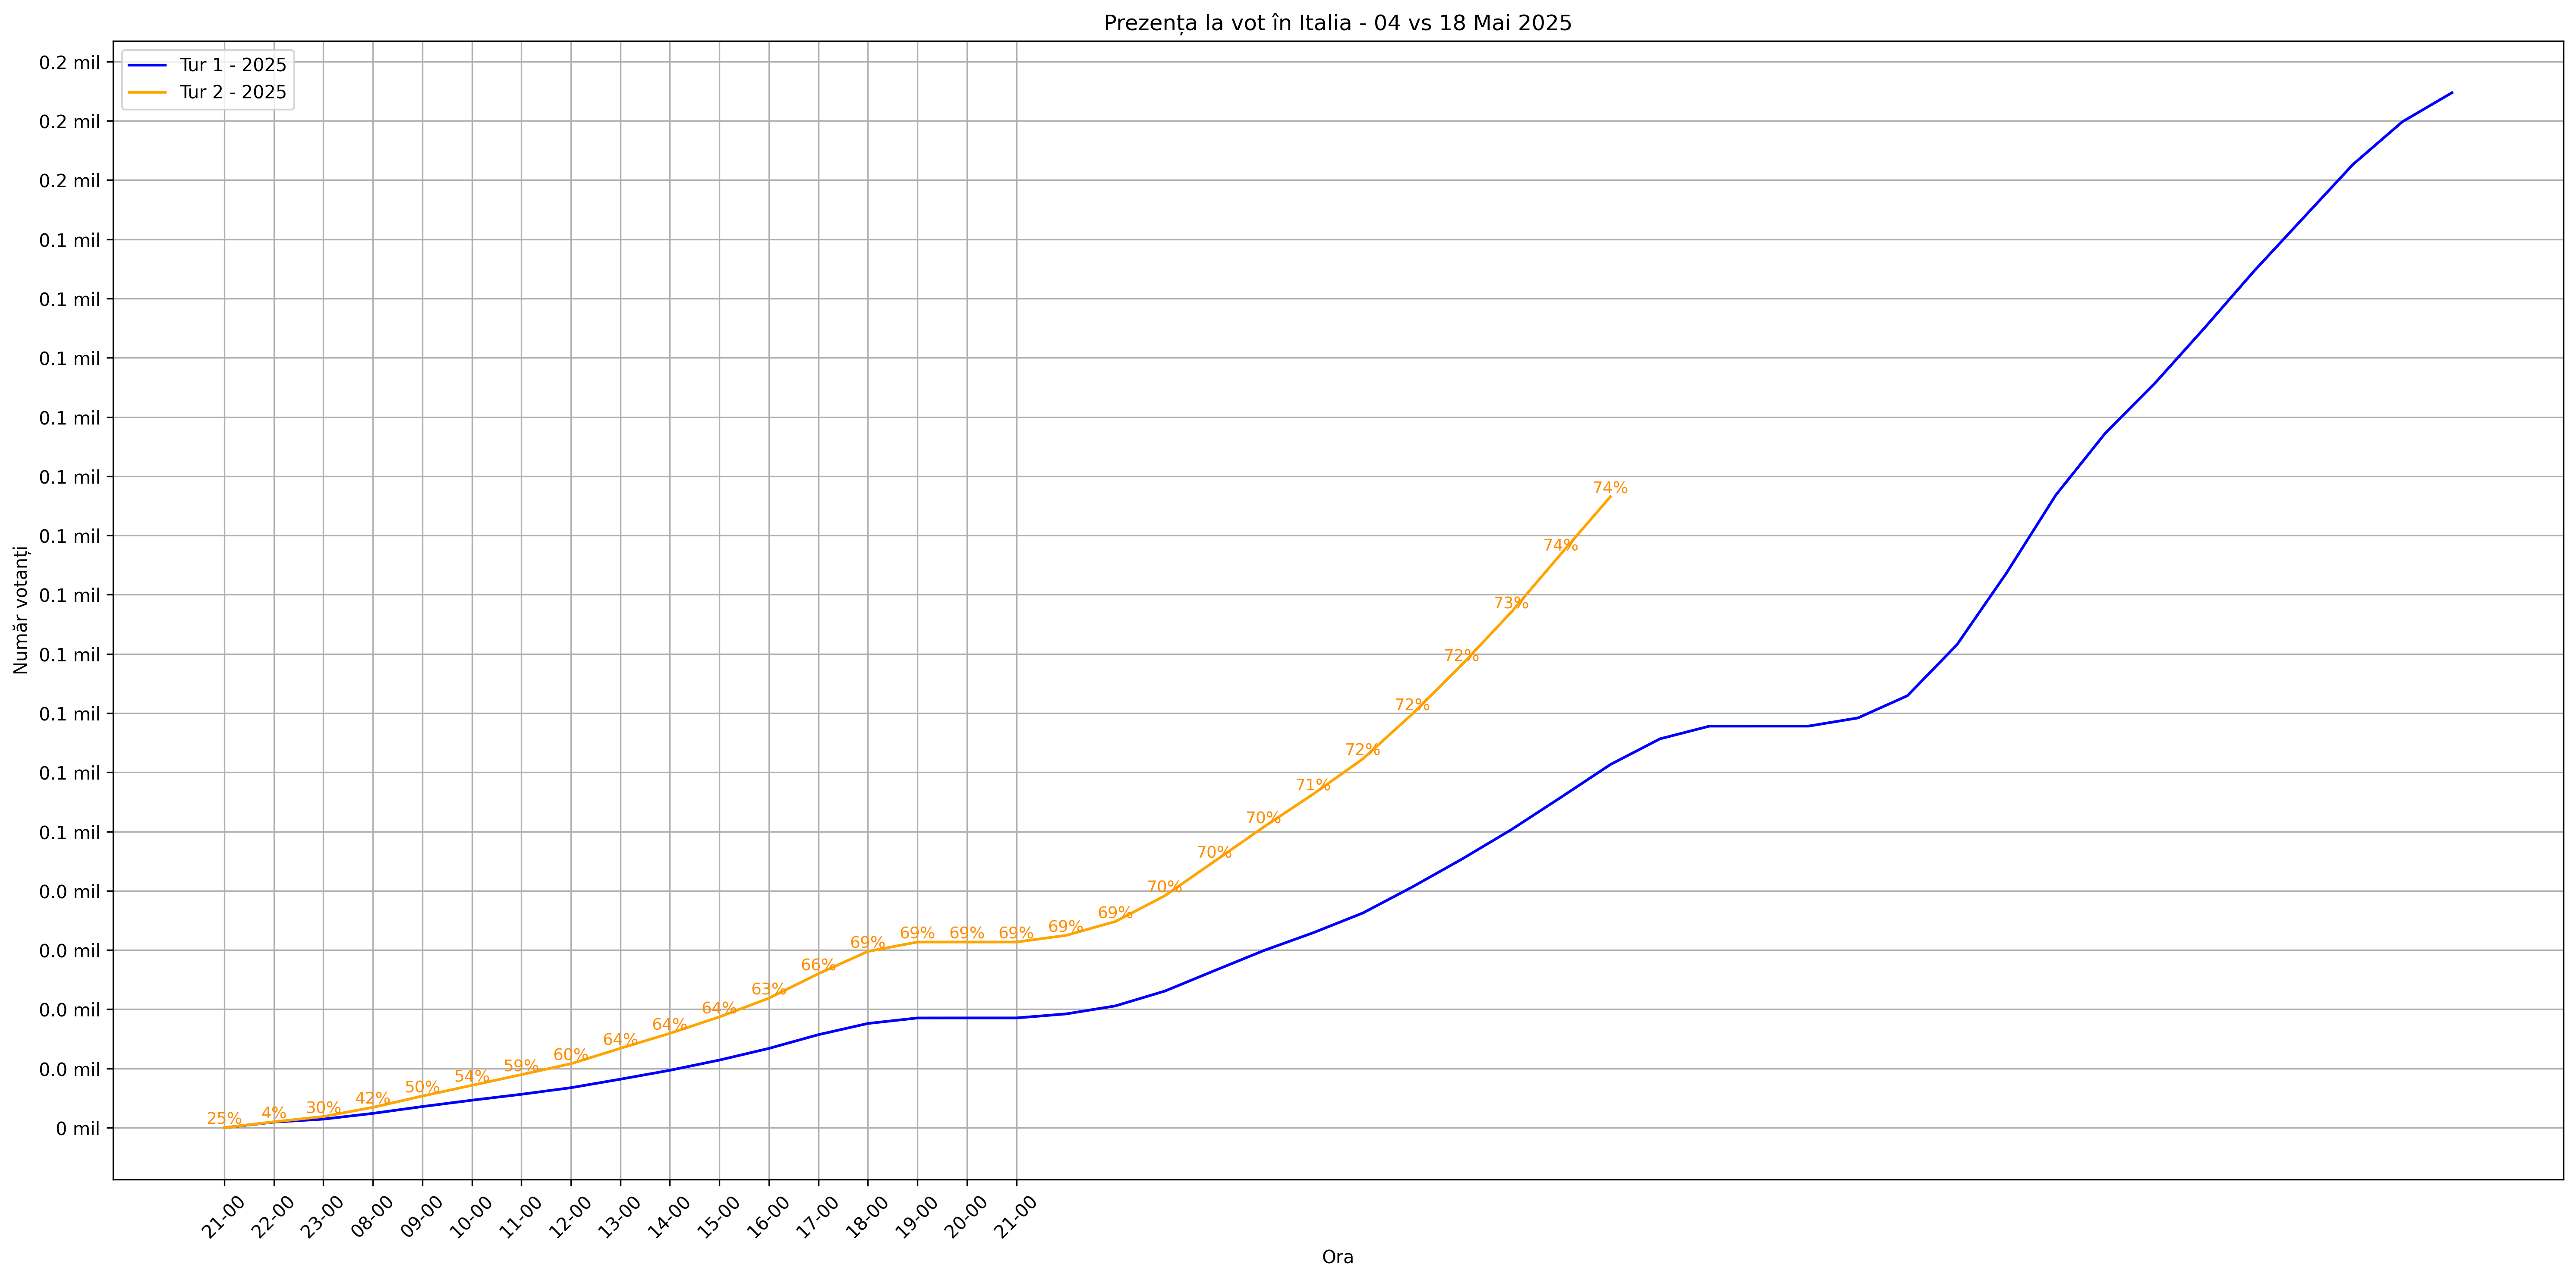 Prezența la vot în Italia - 04 vs 18 Mai 2025
Tur 1 - 2025
Tur 2 - 2025
0.2 mil
0.2 mil
0.2 mil
0.1 mil
0.1 mil
0.1 mil
0.1 mil
0.1 mil
0.1 mil
0.1 mil
0.1 mil
0.1 mil
0.1 mil
0.1 mil
0.0 mil
0.0 mil
0.0 mil
0.0 mil
0 mil
Număr votanți
25%
4%
30%
42%
50%
54%
59%
60%
64%
64%
64%
63%
66%
69%
69%
69%
69%
69%
69%
70%
70%
70%
71%
72%
72%
72%
73%
74%
74%
21-00
22-00
23-00
08-00
09-00
10-00
11-00
12-00
13-00
14-00
15-00
16-00
17-00
18-00
19-00
20-00
21-00
Ora